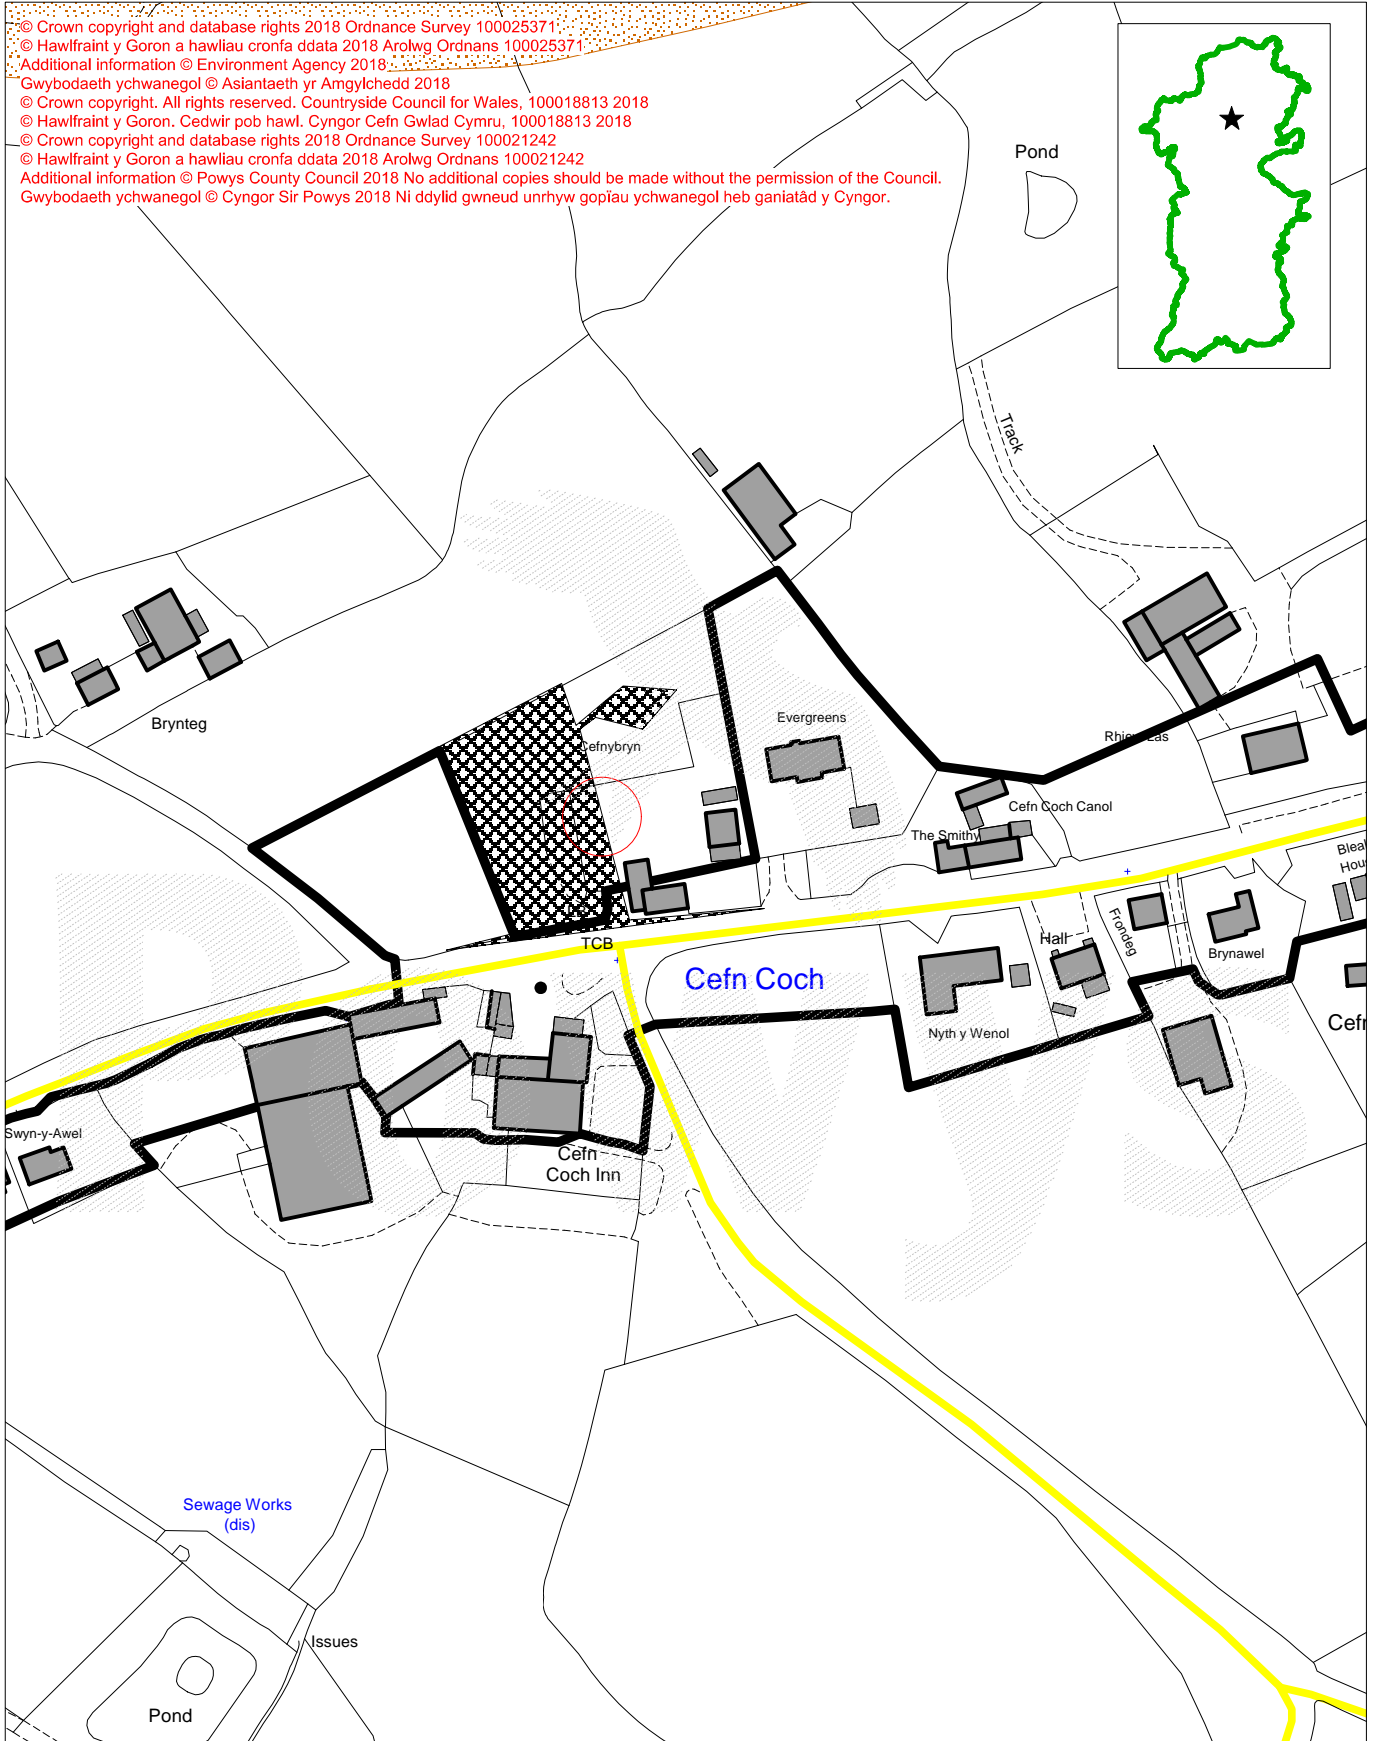 © Crown copyright and database rights 2018 Ordnance Survey 100025371
© Hawlfraint y Goron a hawliau cronfa ddata 2018 Arolwg Ordnans 100025371
Additional information © Environment Agency 2018
Gwybodaeth ychwanegol © Asiantaeth yr Amgylchedd 2018
© Crown copyright. All rights reserved. Countryside Council for Wales, 100018813 2018
© Hawlfraint y Goron. Cedwir pob hawl. Cyngor Cefn Gwlad Cymru, 100018813 2018
© Crown copyright and database rights 2018 Ordnance Survey 100021242
© Hawlfraint y Goron a hawliau cronfa ddata 2018 Arolwg Ordnans 100021242
Additional information © Powys County Council 2018 No additional copies should be made without the permission of the Council.
Gwybodaeth ychwanegol © Cyngor Sir Powys 2018 Ni ddylid gwneud unrhyw gopïau ychwanegol heb ganiatâd y Cyngor.
Pond
Track
Brynteg
Evergreens
Cefnybryn
Rhiew Las
Cefn Coch Canol
The Smithy
TCB
Cefn Coch
Hall
Frondeg
Brynawel
Nyth y Wenol
Cefn
Coch Inn
Swyn-y-Awel
Sewage Works
(dis)
Issues
Pond